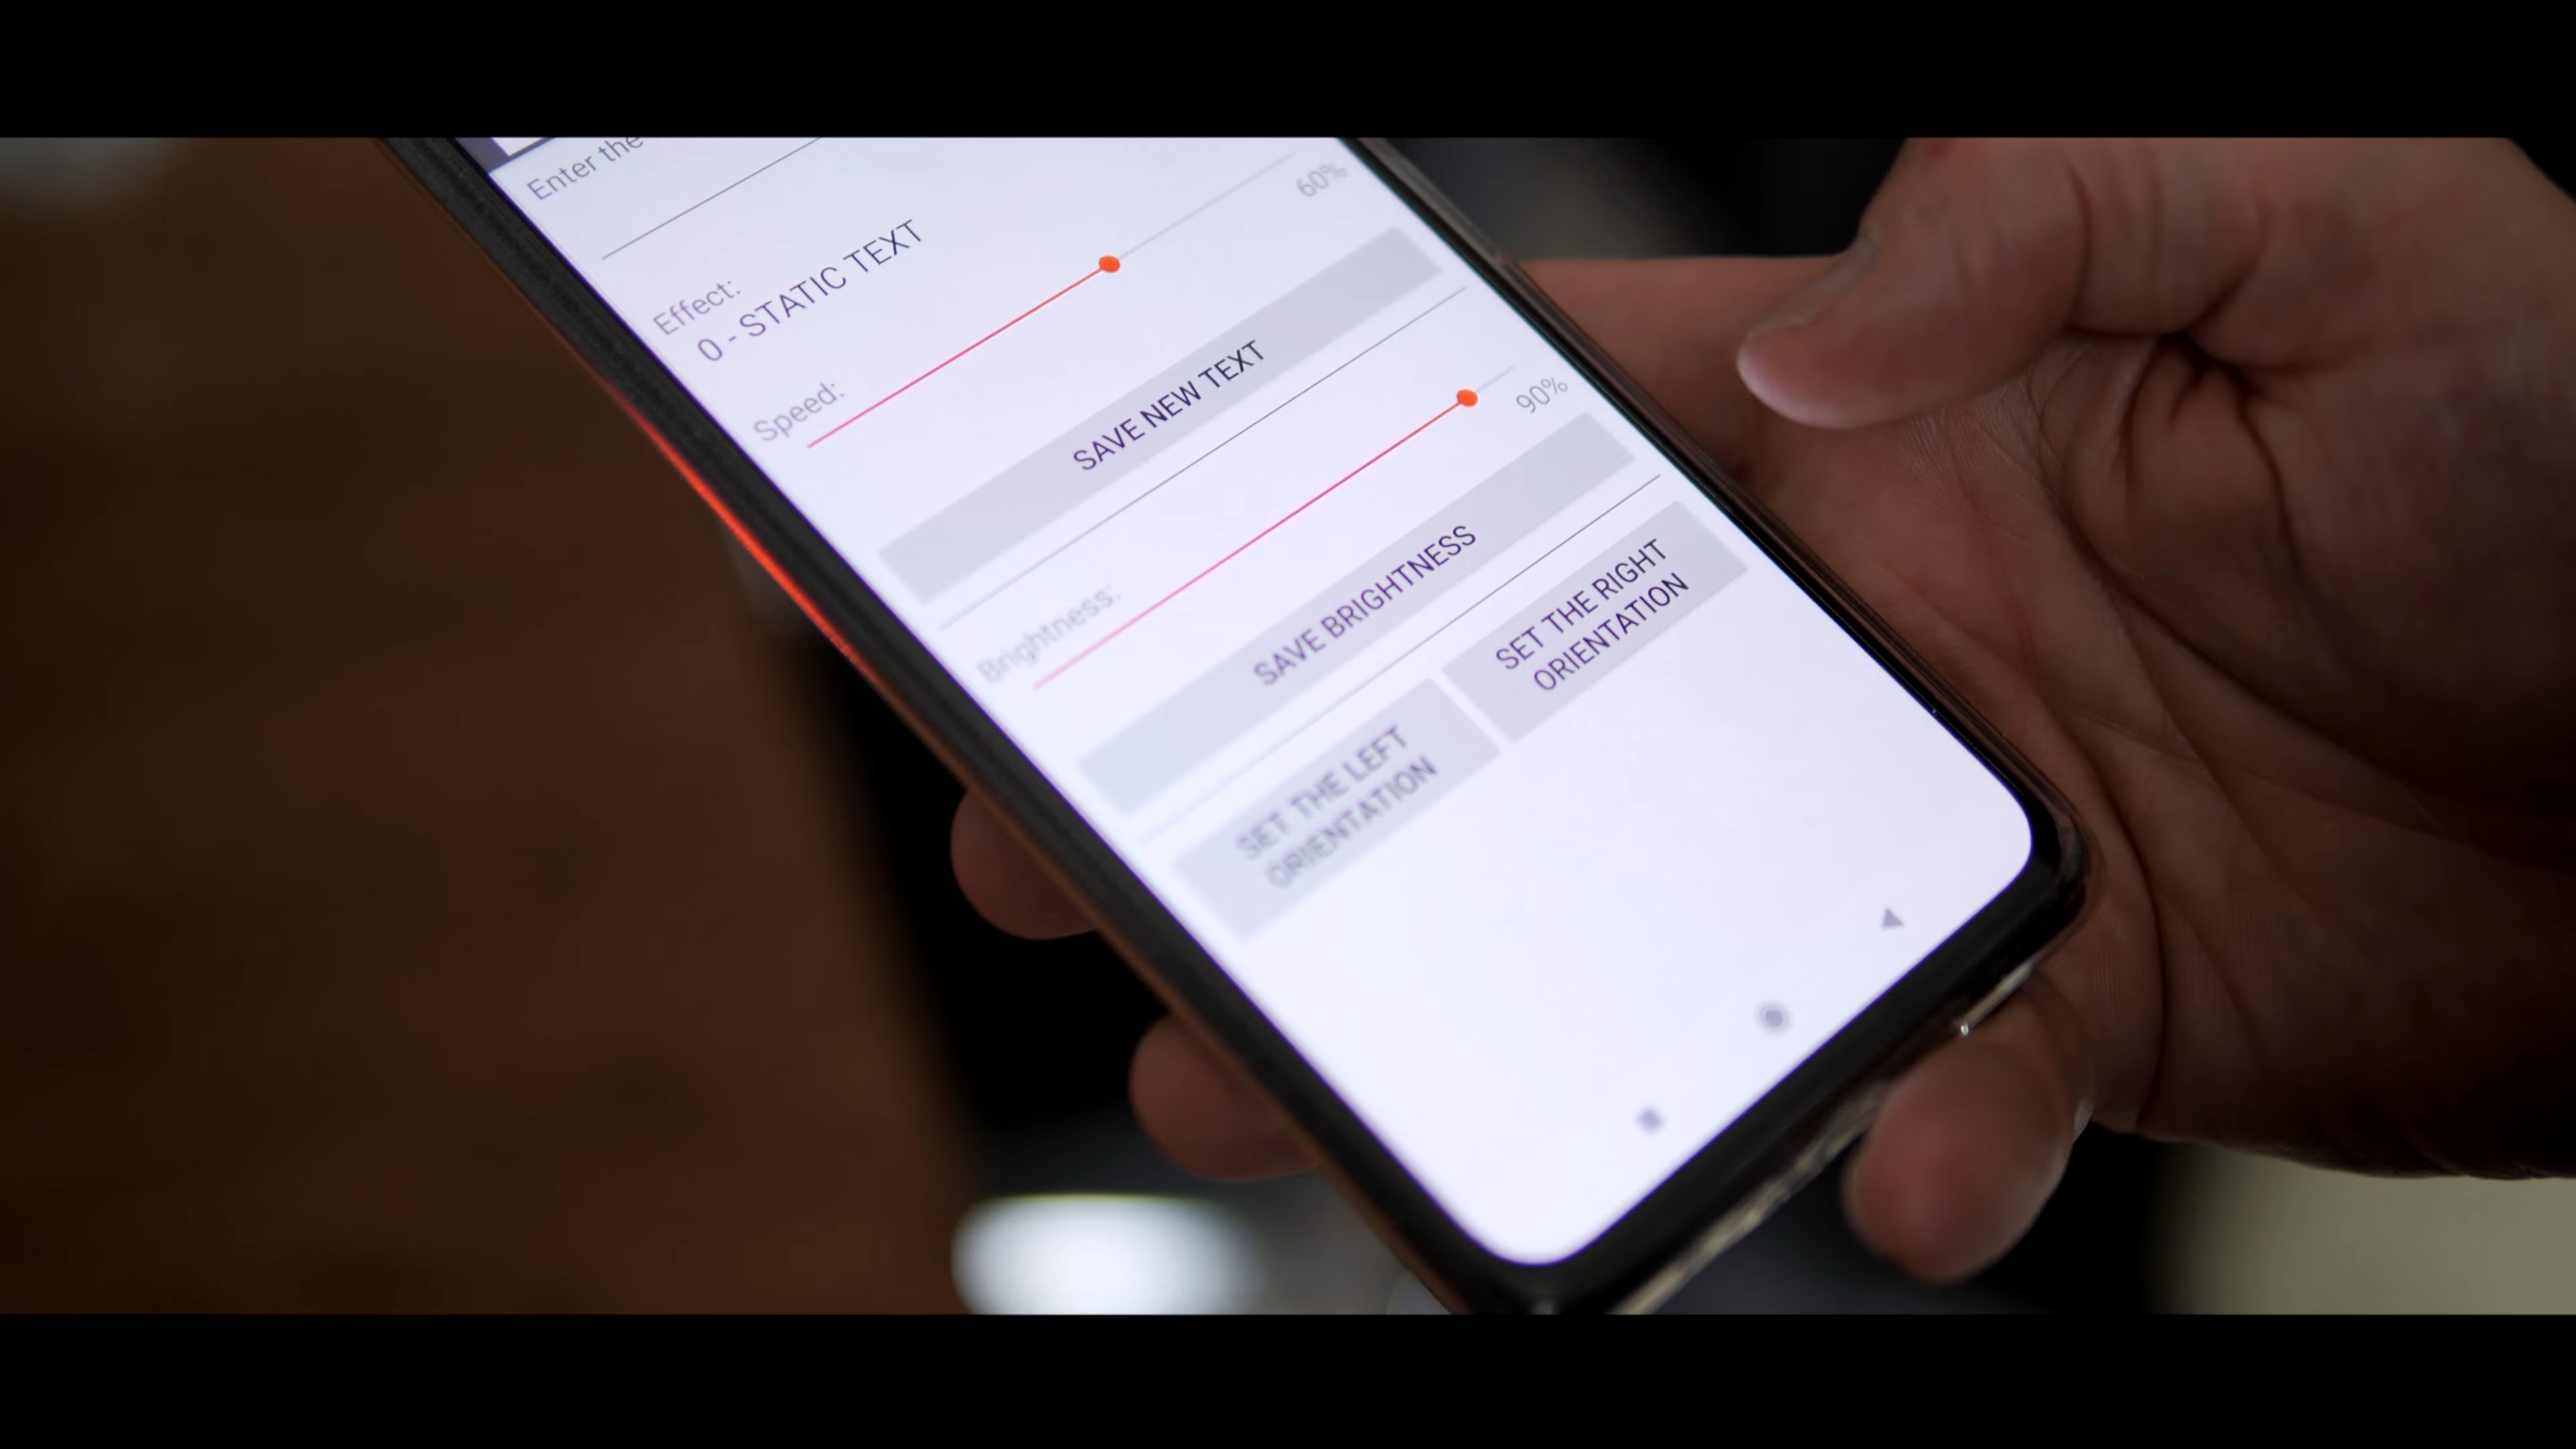 Enter the
Effect:
0 - STATIC TEXT
Speed:
60%
SAVE NEW TEXT
Brightness:
90%
SAVE BRIGHTNESS
SET THE LEFT
ORIENTATION
SET THE RIGHT
ORIENTATION